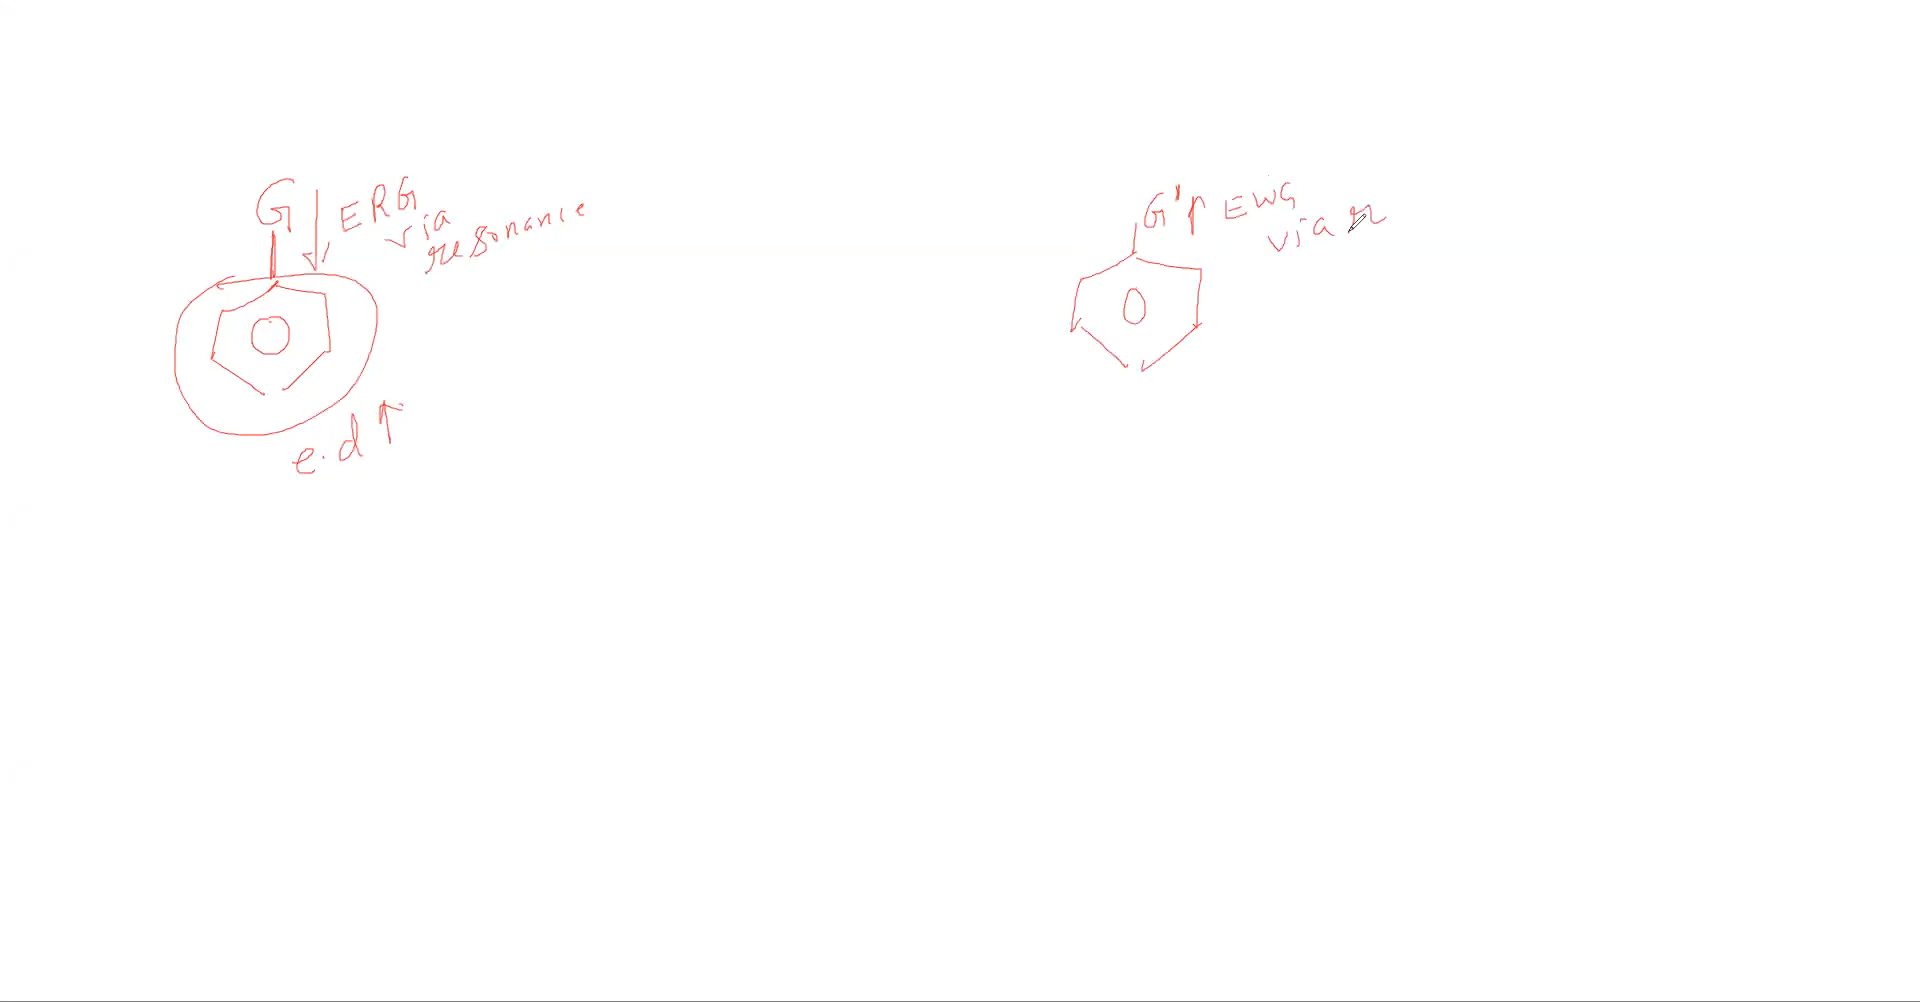 G
ERG
via
resonance
e.d↑
G'↑ EWG
via r